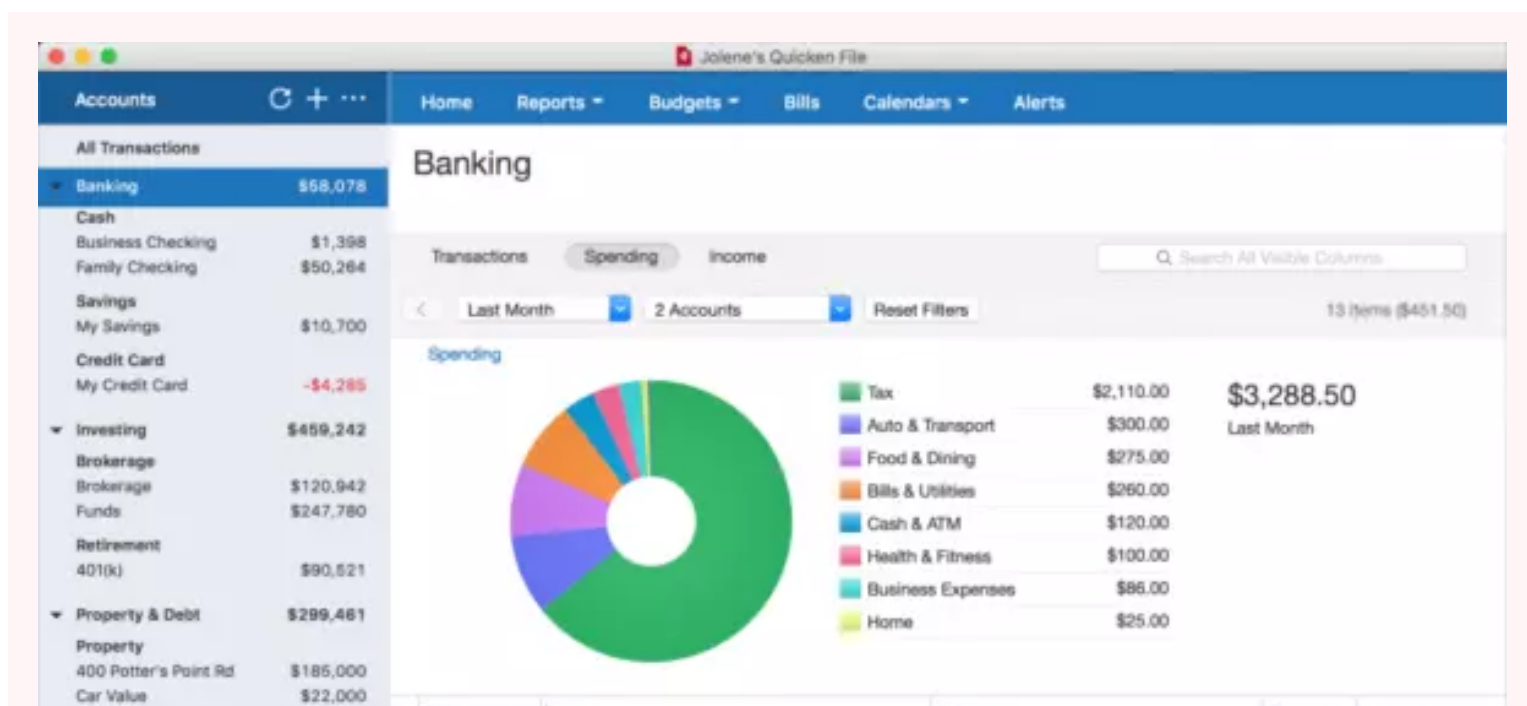 Jolene's Quicken File
Accounts
Home Reports Budgets Bills Calendars Alerts
All Transactions
Banking $58,078
Cash
Business Checking $1,398
Family Checking $50,264
Savings
My Savings $10,700
Credit Card
My Credit Card -$4,285
Investing $459,242
Brokerage
Brokerage $120,942
Funds $247,780
Retirement
401(k) $90,521
Property & Debt $299,461
Property
400 Potter's Point Rd $185,000
Car Value $22,000
Banking
Transactions Spending Income
Search All Visible Columns
Last Month 2 Accounts Reset Filters
13 items ($451.50)
Spending
Tax $2,110.00
Auto & Transport $300.00
Food & Dining $275.00
Bills & Utilities $260.00
Cash & ATM $120.00
Health & Fitness $100.00
Business Expenses $86.00
Home $25.00
$3,288.50
Last Month